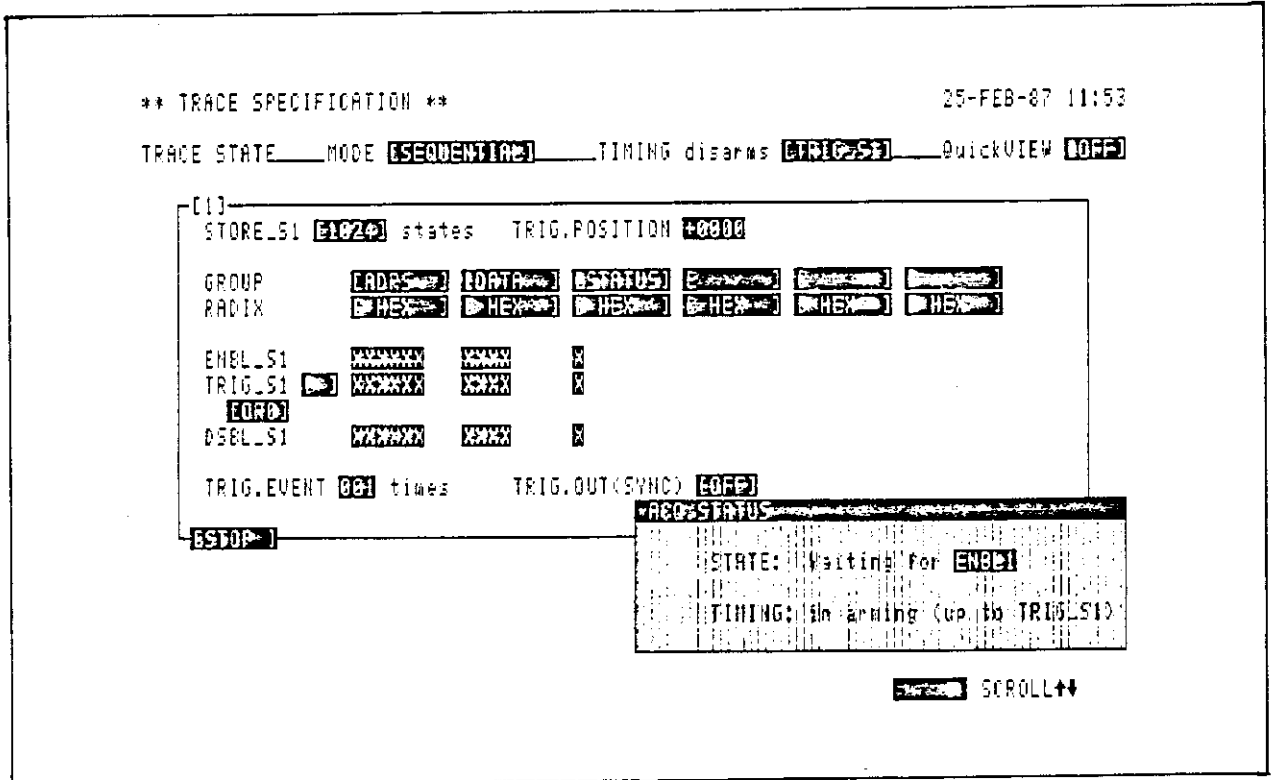 ** TRACE SPECIFICATION ** 25-FEB-87 11:53
TRACE STATE MODE [SEQUENTIAL] TIMING disarms [TRIG_S1] QuickVIEW [OFF]
[1]
STORE_S1 [1024] states TRIG.POSITION +0000
GROUP [ADRS ] [DATA ] [STATUS]
RADIX [ HEX ] [ HEX ] [ HEX ] [ HEX ] [ HEX ] [ HEX ]
ENBL_S1 XXXXXX XXXX X
TRIG_S1 [ ] XXXXXX XXXX X
[OR ]
DSBL_S1 XXXXXX XXXX X
TRIG.EVENT 001 times TRIG.OUT(SYNC) [OFF]
*ACQ.STATUS
[STOP ]
STATE: Waiting for ENBL1
TIMING: in arming (up to TRIG_S1)
SCROLL↑↓